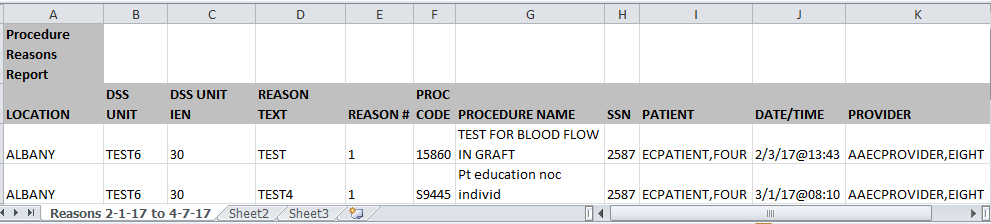 A B C D E F G H I J K
Procedure
Reasons
Report
DSS DSS UNIT REASON PROC
LOCATION UNIT IEN TEXT REASON # CODE PROCEDURE NAME SSN PATIENT DATE/TIME PROVIDER
TEST FOR BLOOD FLOW
ALBANY TEST6 30 TEST 1 15860 IN GRAFT 2587 ECPATIENT,FOUR 2/3/17@13:43 AAECPROVIDER,EIGHT
Pt education noc
ALBANY TEST6 30 TEST4 1 S9445 individ 2587 ECPATIENT,FOUR 3/1/17@08:10 AAECPROVIDER,EIGHT
Reasons 2-1-17 to 4-7-17 Sheet2 Sheet3